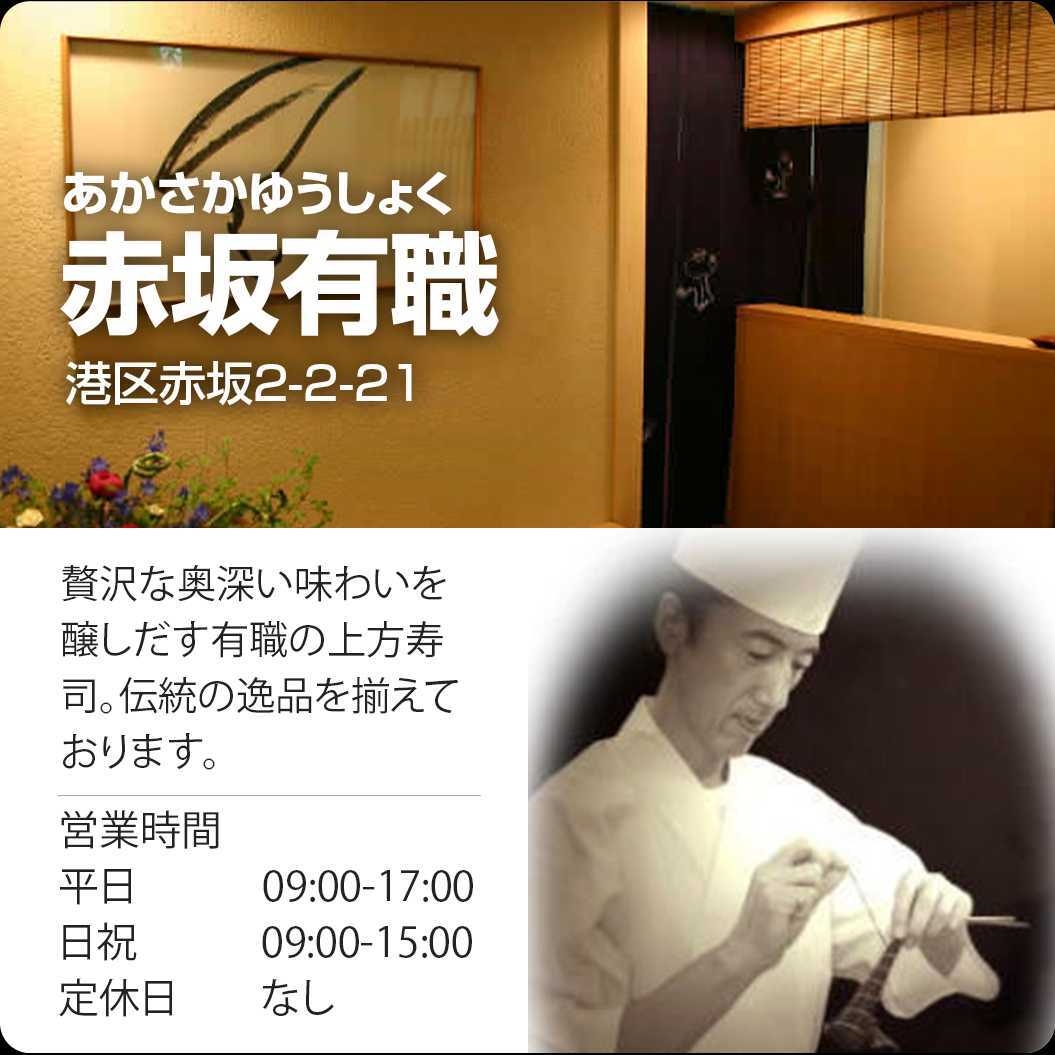 あかさかゆうしょく
赤坂有職
港区赤坂2-2-21
贅沢な奥深い味わいを
醸しだす有職の上方寿
司。伝統の逸品を揃えて
おります。
営業時間
平日 09:00-17:00
日祝 09:00-15:00
定休日 なし